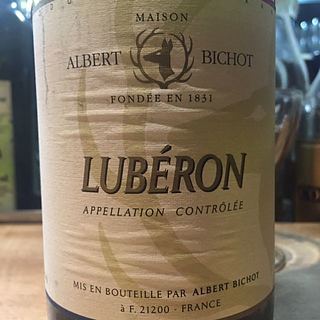 MAISON
ALBERT BICHOT
FONDÉE EN 1831
LUBÉRON
APPELLATION CONTRÔLÉE
MIS EN BOUTEILLE PAR ALBERT BICHOT
à F. 21200 - FRANCE